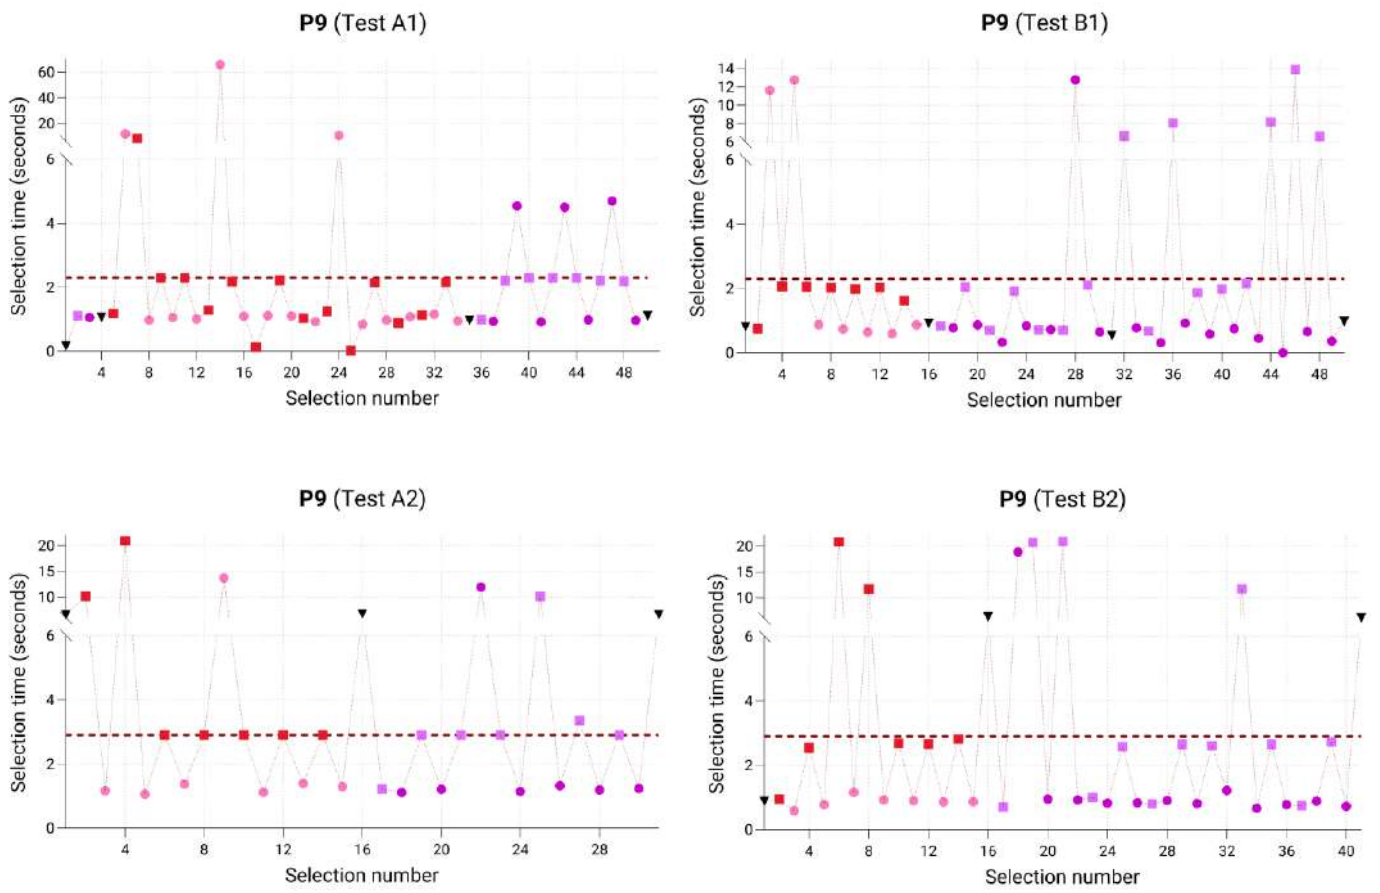 P9 (Test A1)
Selection time (seconds)
60
40
20
6
4
2
0
4 8 12 16 20 24 28 32 36 40 44 48
Selection number
P9 (Test B1)
Selection time (seconds)
14
12
10
8
6
6
4
2
0
4 8 12 16 20 24 28 32 36 40 44 48
Selection number
P9 (Test A2)
Selection time (seconds)
20
15
10
6
4
2
0
4 8 12 16 20 24 28
Selection number
P9 (Test B2)
Selection time (seconds)
20
15
10
6
4
2
0
4 8 12 16 20 24 28 32 36 40
Selection number